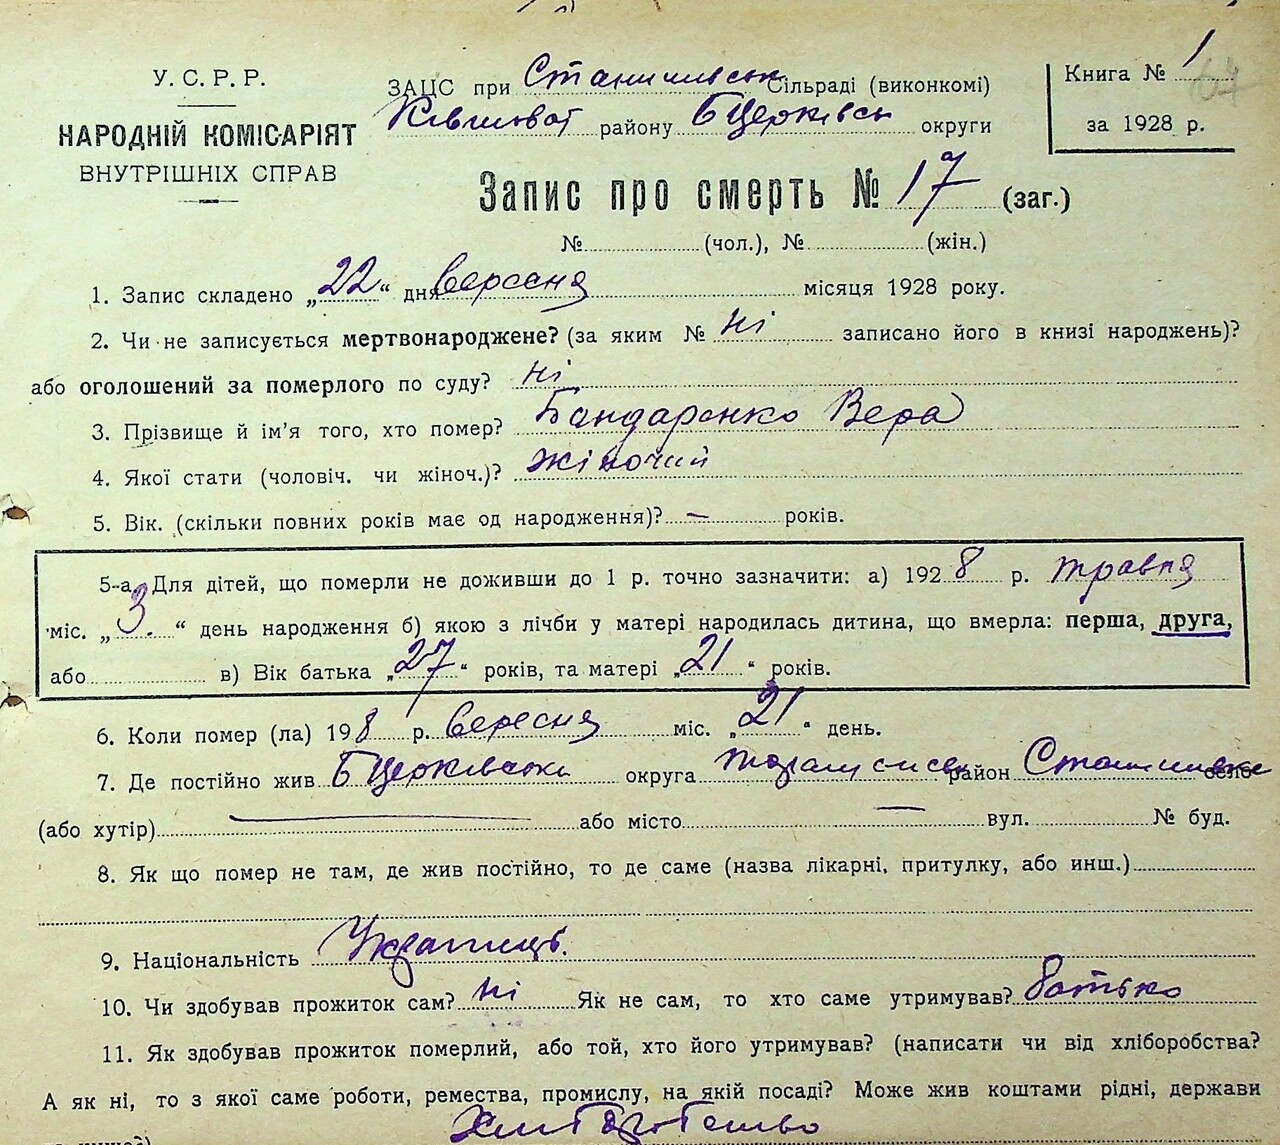 У. С. Р. Р.
НАРОДНІЙ КОМІСАРІЯТ
ВНУТРІШНІХ СПРАВ
ЗАЦС при Станишивськ Сільраді (виконкомі)
району БЦерківськ округи
Книга № 1
64
за 1928 р.
Запис про смерть № 17 (заг.)
№ (чол.), № (жін.)
1. Запис складено „22" дня вересня місяця 1928 року.
2. Чи не записується мертвонароджене? (за яким № ні записано його в книзі народжень)?
або оголошений за померлого по суду? ні
3. Прізвище й ім'я того, хто помер? Бандаренко Вера
4. Якої стати (чоловіч. чи жіноч.)? жіночий
5. Вік. (скільки повних років має од народження)? — років.
5-а. Для дітей, що померли не доживши до 1 р. точно зазначити: а) 1928 р. травня
міс. „3." день народження б) якою з лічби у матері народилась дитина, що вмерла: перша, друга,
або в) Вік батька „27" років, та матері „21" років.
6. Коли помер (ла) 198 р. вересня міс. „21" день.
7. Де постійно жив БЦерківська округа район село
(або хутір) — або місто — вул. № буд.
8. Як що помер не там, де жив постійно, то де саме (назва лікарні, притулку, або инш.)
9. Національність Українець.
10. Чи здобував прожиток сам? ні Як не сам, то хто саме утримував? батько
11. Як здобував прожиток померлий, або той, хто його утримував? (написати чи від хліборобства?
А як ні, то з якої саме роботи, ремества, промислу, на якій посаді? Може жив коштами рідні, держави